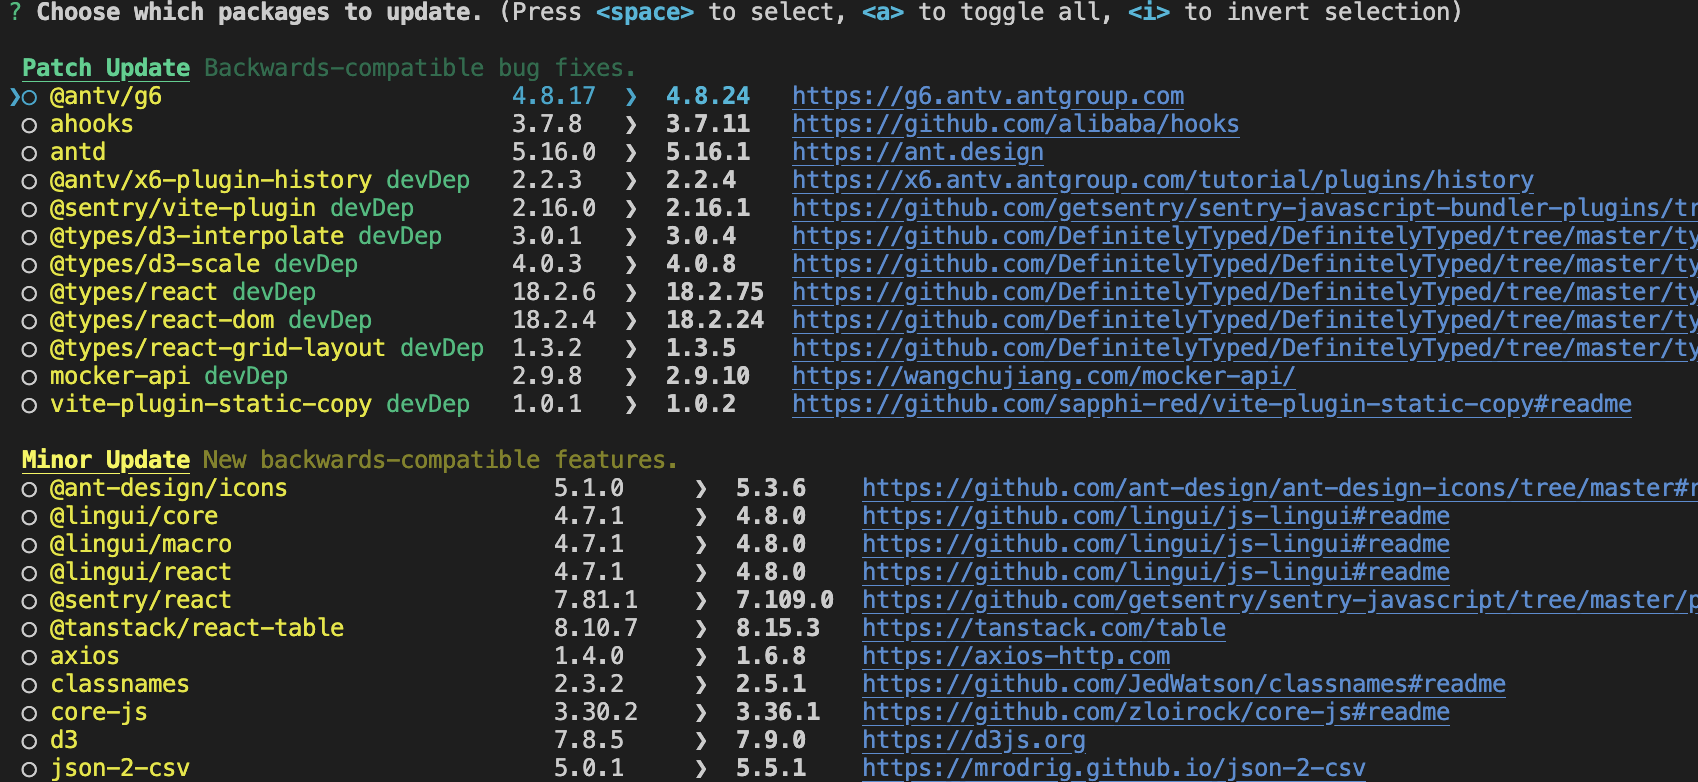 ? Choose which packages to update. (Press <space> to select, <a> to toggle all, <i> to invert selection)
Patch Update Backwards-compatible bug fixes.
❯○ @antv/g6 4.8.17 ❯ 4.8.24 https://g6.antv.antgroup.com
○ ahooks 3.7.8 ❯ 3.7.11 https://github.com/alibaba/hooks
○ antd 5.16.0 ❯ 5.16.1 https://ant.design
○ @antv/x6-plugin-history devDep 2.2.3 ❯ 2.2.4 https://x6.antv.antgroup.com/tutorial/plugins/history
○ @sentry/vite-plugin devDep 2.16.0 ❯ 2.16.1 https://github.com/getsentry/sentry-javascript-bundler-plugins/tr
○ @types/d3-interpolate devDep 3.0.1 ❯ 3.0.4 https://github.com/DefinitelyTyped/DefinitelyTyped/tree/master/ty
○ @types/d3-scale devDep 4.0.3 ❯ 4.0.8 https://github.com/DefinitelyTyped/DefinitelyTyped/tree/master/ty
○ @types/react devDep 18.2.6 ❯ 18.2.75 https://github.com/DefinitelyTyped/DefinitelyTyped/tree/master/ty
○ @types/react-dom devDep 18.2.4 ❯ 18.2.24 https://github.com/DefinitelyTyped/DefinitelyTyped/tree/master/ty
○ @types/react-grid-layout devDep 1.3.2 ❯ 1.3.5 https://github.com/DefinitelyTyped/DefinitelyTyped/tree/master/ty
○ mocker-api devDep 2.9.8 ❯ 2.9.10 https://wangchujiang.com/mocker-api/
○ vite-plugin-static-copy devDep 1.0.1 ❯ 1.0.2 https://github.com/sapphi-red/vite-plugin-static-copy#readme
Minor Update New backwards-compatible features.
○ @ant-design/icons 5.1.0 ❯ 5.3.6 https://github.com/ant-design/ant-design-icons/tree/master#r
○ @lingui/core 4.7.1 ❯ 4.8.0 https://github.com/lingui/js-lingui#readme
○ @lingui/macro 4.7.1 ❯ 4.8.0 https://github.com/lingui/js-lingui#readme
○ @lingui/react 4.7.1 ❯ 4.8.0 https://github.com/lingui/js-lingui#readme
○ @sentry/react 7.81.1 ❯ 7.109.0 https://github.com/getsentry/sentry-javascript/tree/master/p
○ @tanstack/react-table 8.10.7 ❯ 8.15.3 https://tanstack.com/table
○ axios 1.4.0 ❯ 1.6.8 https://axios-http.com
○ classnames 2.3.2 ❯ 2.5.1 https://github.com/JedWatson/classnames#readme
○ core-js 3.30.2 ❯ 3.36.1 https://github.com/zloirock/core-js#readme
○ d3 7.8.5 ❯ 7.9.0 https://d3js.org
○ json-2-csv 5.0.1 ❯ 5.5.1 https://mrodrig.github.io/json-2-csv